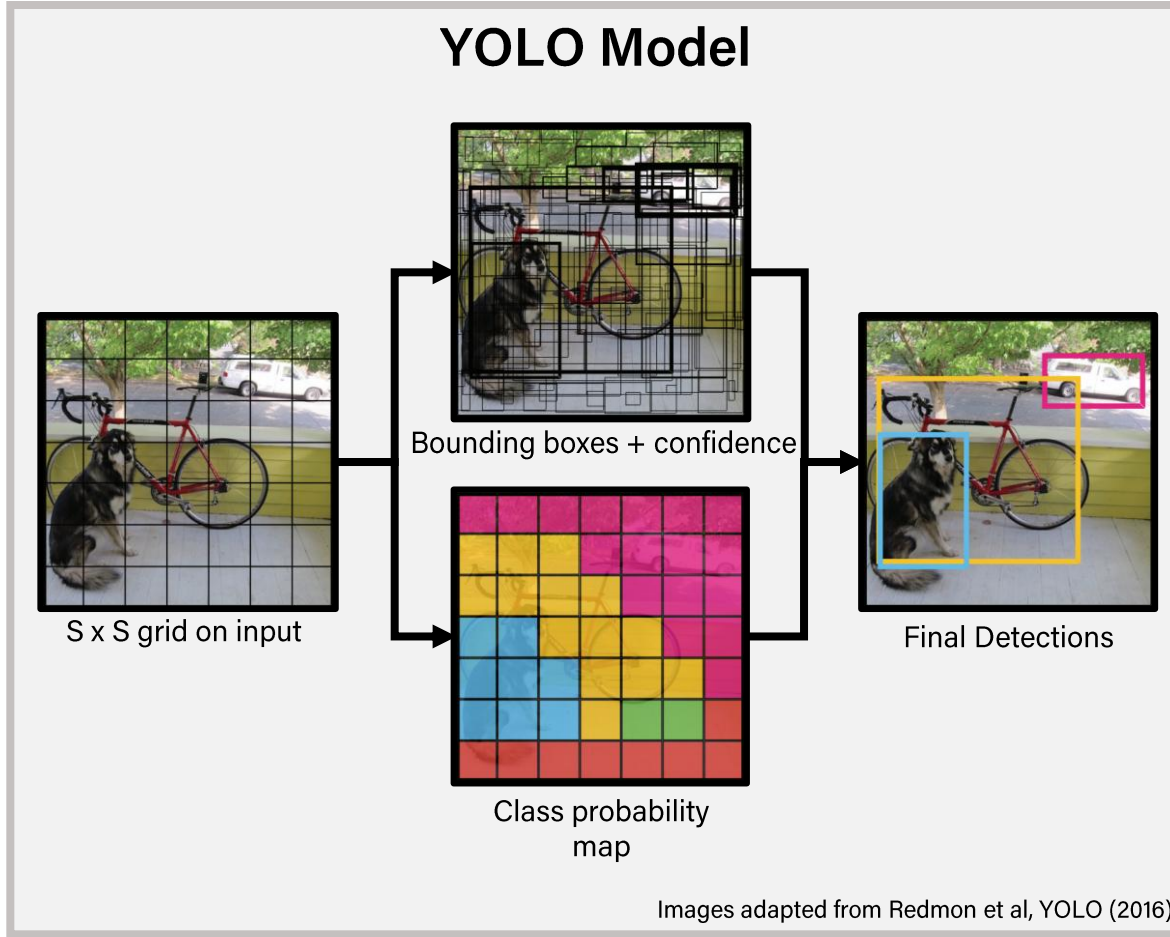 YOLO Model
Bounding boxes + confidence
S x S grid on input
Final Detections
Class probability
map
Images adapted from Redmon et al, YOLO (2016)